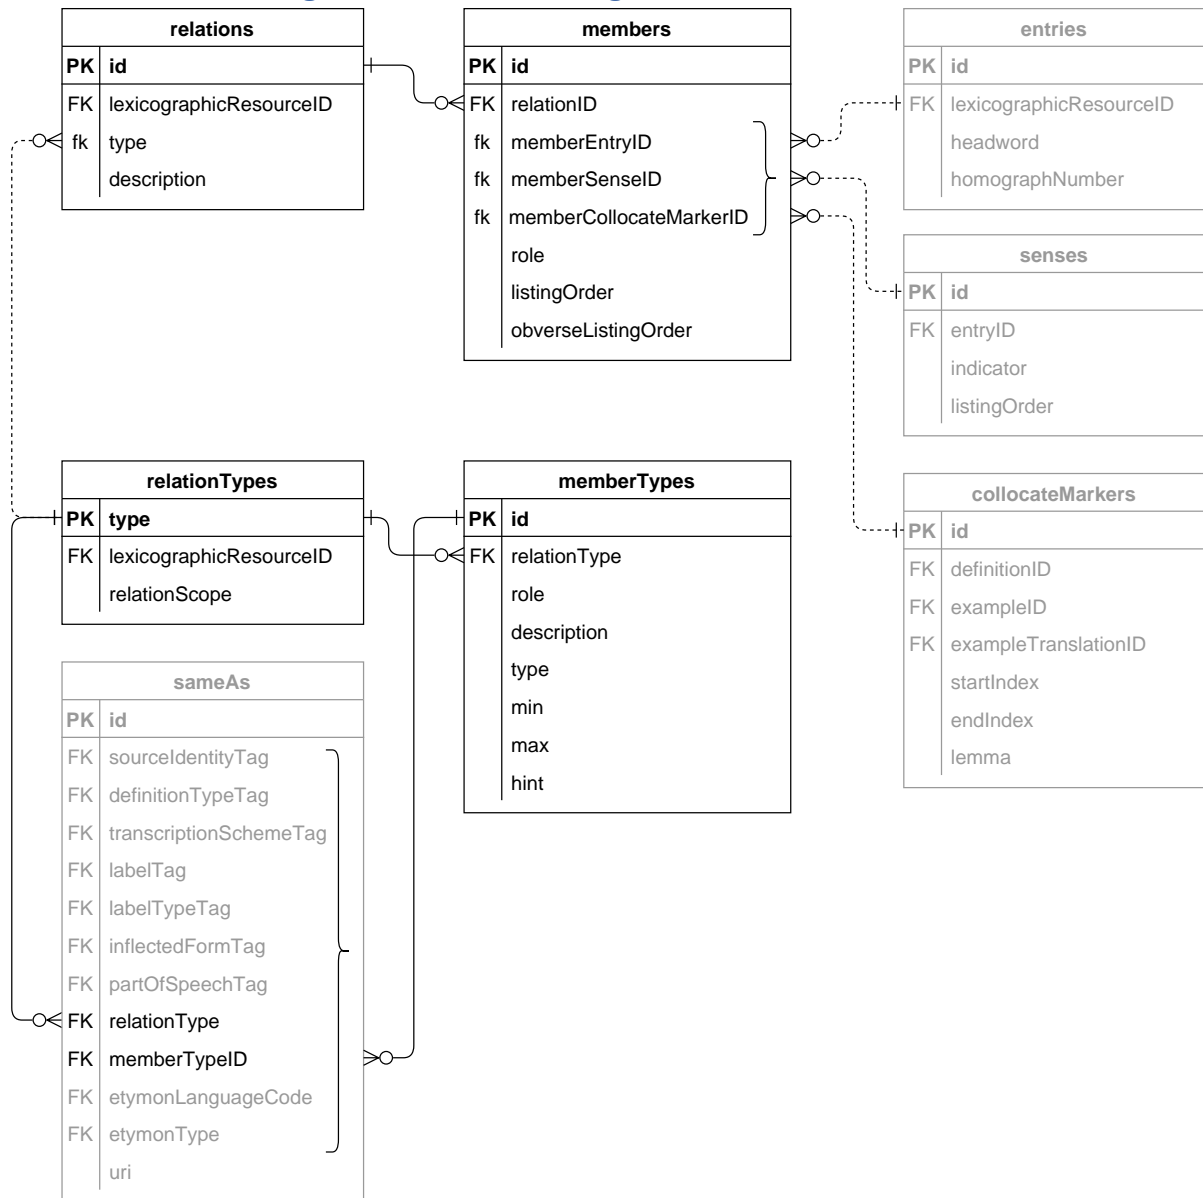 relations
PK id
FK lexicographicResourceID
fk type
description
members
PK id
FK relationID
fk memberEntryID
fk memberSenseID
fk memberCollocateMarkerID
role
listingOrder
obverseListingOrder
entries
PK id
FK lexicographicResourceID
headword
homographNumber
senses
PK id
FK entryID
indicator
listingOrder
relationTypes
PK type
FK lexicographicResourceID
relationScope
memberTypes
PK id
FK relationType
role
description
type
min
max
hint
collocateMarkers
PK id
FK definitionID
FK exampleID
FK exampleTranslationID
startIndex
endIndex
lemma
sameAs
PK id
FK sourceIdentityTag
FK definitionTypeTag
FK transcriptionSchemeTag
FK labelTag
FK labelTypeTag
FK inflectedFormTag
FK partOfSpeechTag
FK relationType
FK memberTypeID
FK etymonLanguageCode
FK etymonType
uri